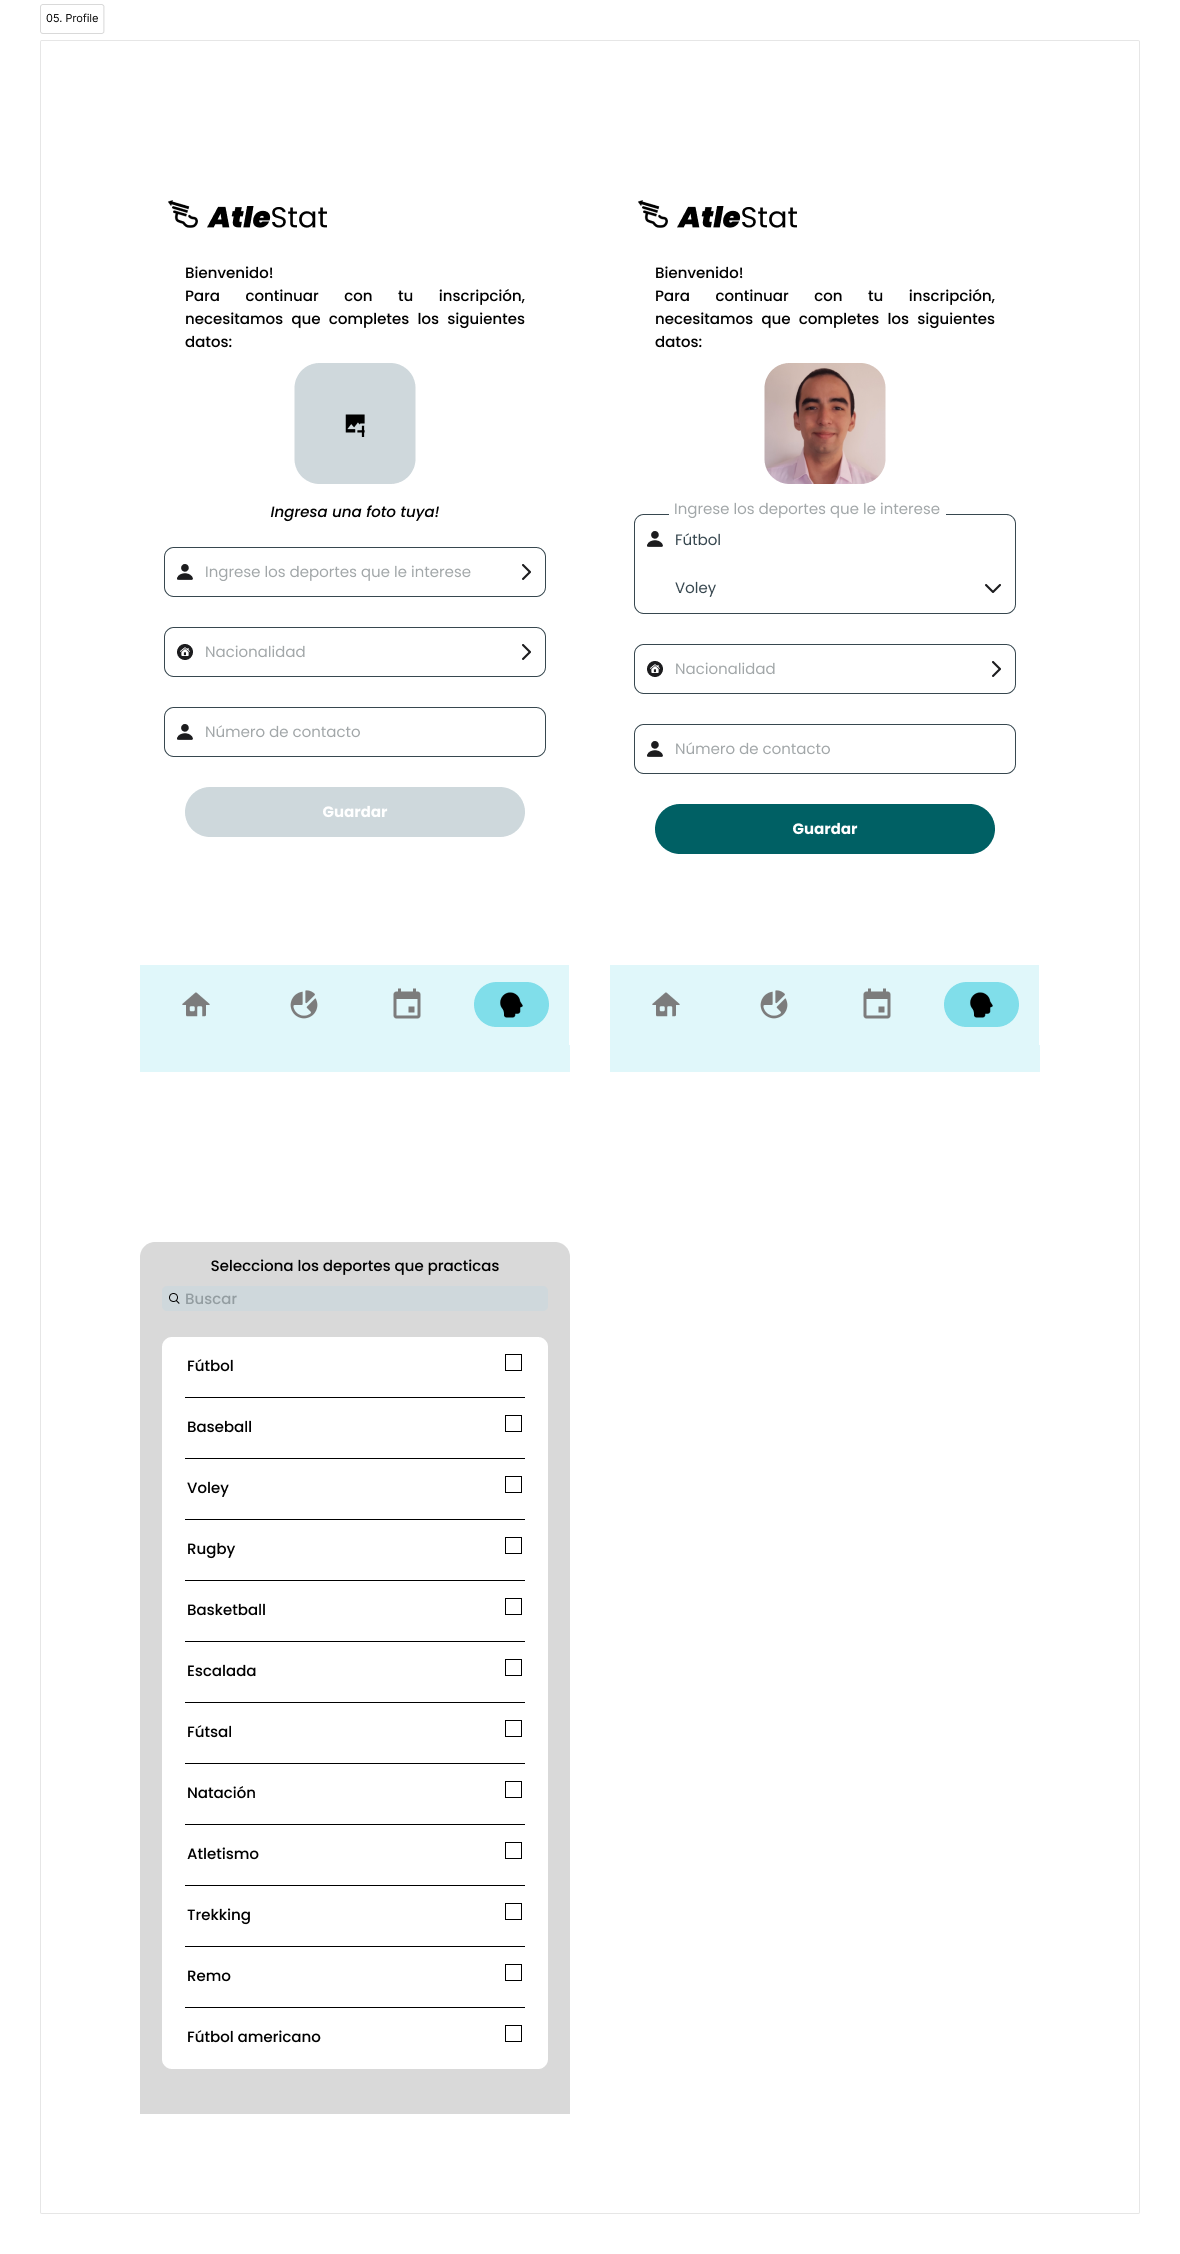 05. Profile
AtleStat
Bienvenido!
Para continuar con tu inscripción,
necesitamos que completes los siguientes
datos:
Ingresa una foto tuya!
Ingrese los deportes que le interese
Nacionalidad
Número de contacto
Guardar
AtleStat
Bienvenido!
Para continuar con tu inscripción,
necesitamos que completes los siguientes
datos:
Ingrese los deportes que le interese
Fútbol
Voley
Nacionalidad
Número de contacto
Guardar
Selecciona los deportes que practicas
Buscar
Fútbol
Baseball
Voley
Rugby
Basketball
Escalada
Fútsal
Natación
Atletismo
Trekking
Remo
Fútbol americano